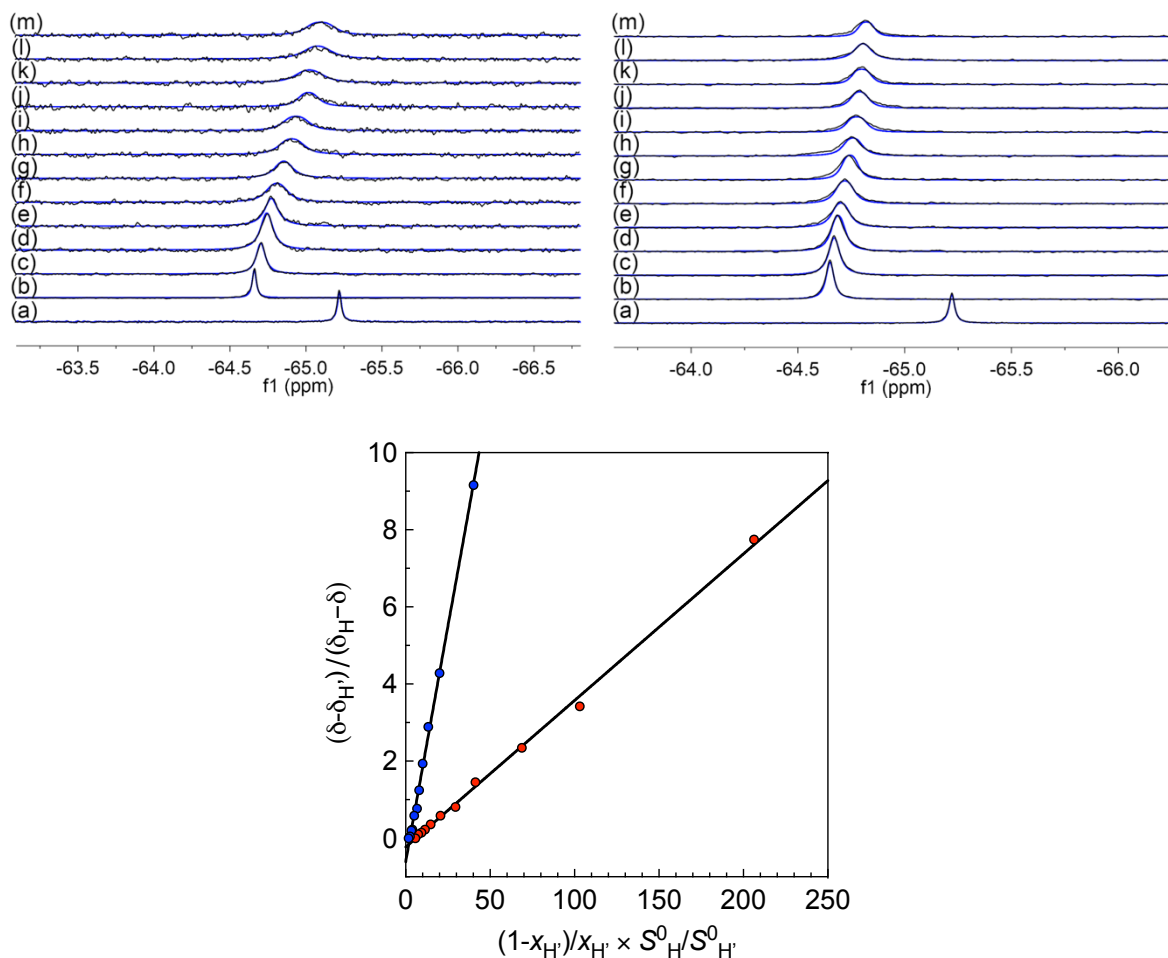 (m)
(l)
(k)
(j)
(i)
(h)
(g)
(f)
(e)
(d)
(c)
(b)
(a)
-63.5 -64.0 -64.5 -65.0 -65.5 -66.0 -66.5
f1 (ppm)
(m)
(l)
(k)
(j)
(i)
(h)
(g)
(f)
(e)
(d)
(c)
(b)
(a)
-64.0 -64.5 -65.0 -65.5 -66.0
f1 (ppm)
10
8
6
4
2
0
(δ-δH')/(δH−δ)
0 50 100 150 200 250
(1-xH')/xH' × S⁰H/S⁰H'